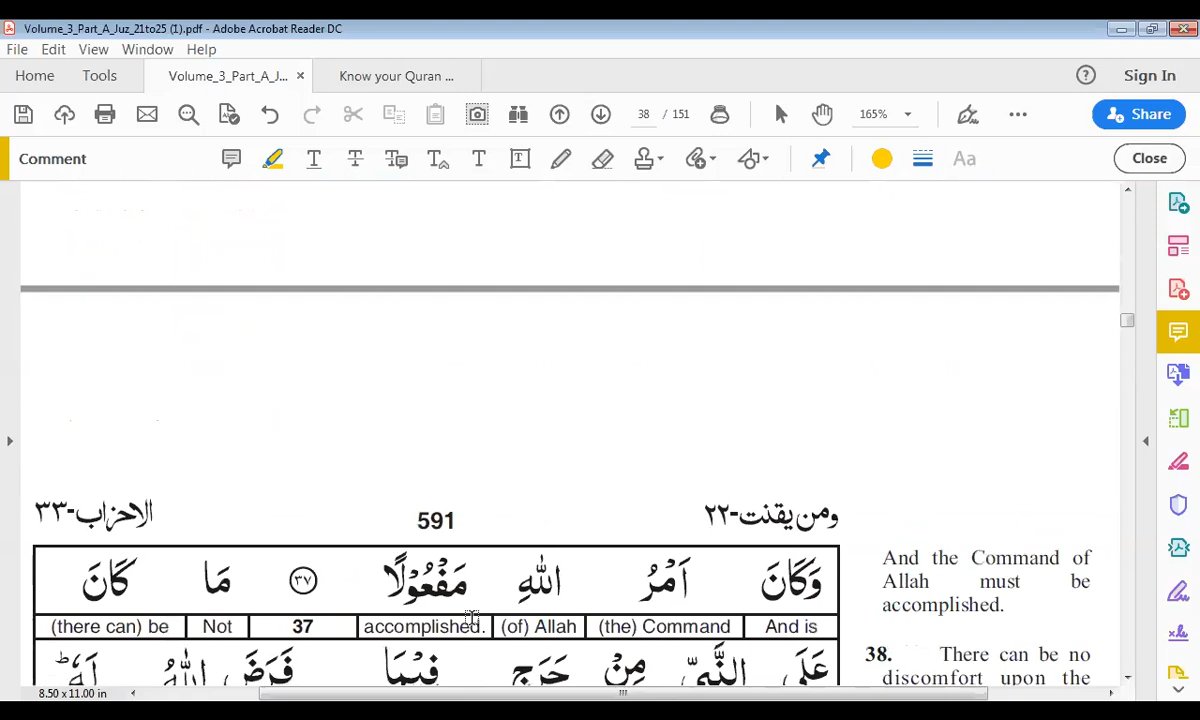 Volume_3_Part_A_Juz_21to25 (1).pdf - Adobe Acrobat Reader DC
File Edit View Window Help
Home Tools Volume_3_Part_A_J... × Know your Quran ... ? Sign In
38 / 151 165% Share
Comment Aa Close
الاحزاب-٣٣ 591 ومن يقنت-٢٢
وَكَانَ اَمْرُ اللّٰهِ مَفْعُوْلًا ٣٧ مَا كَانَ
(there can) be Not 37 accomplished. (of) Allah (the) Command And is
عَلَى النَّبِيِّ مِنْ حَرَجٍ فِيْمَا فَرَضَ اللّٰهُ لَهٗ ؕ
And the Command of
Allah must be
accomplished.
38. There can be no
discomfort upon the
8.50 x 11.00 in